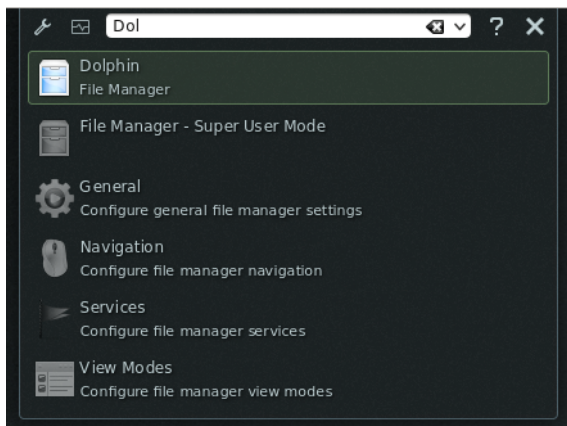 Dol
?
Dolphin
File Manager
File Manager - Super User Mode
General
Configure general file manager settings
Navigation
Configure file manager navigation
Services
Configure file manager services
View Modes
Configure file manager view modes